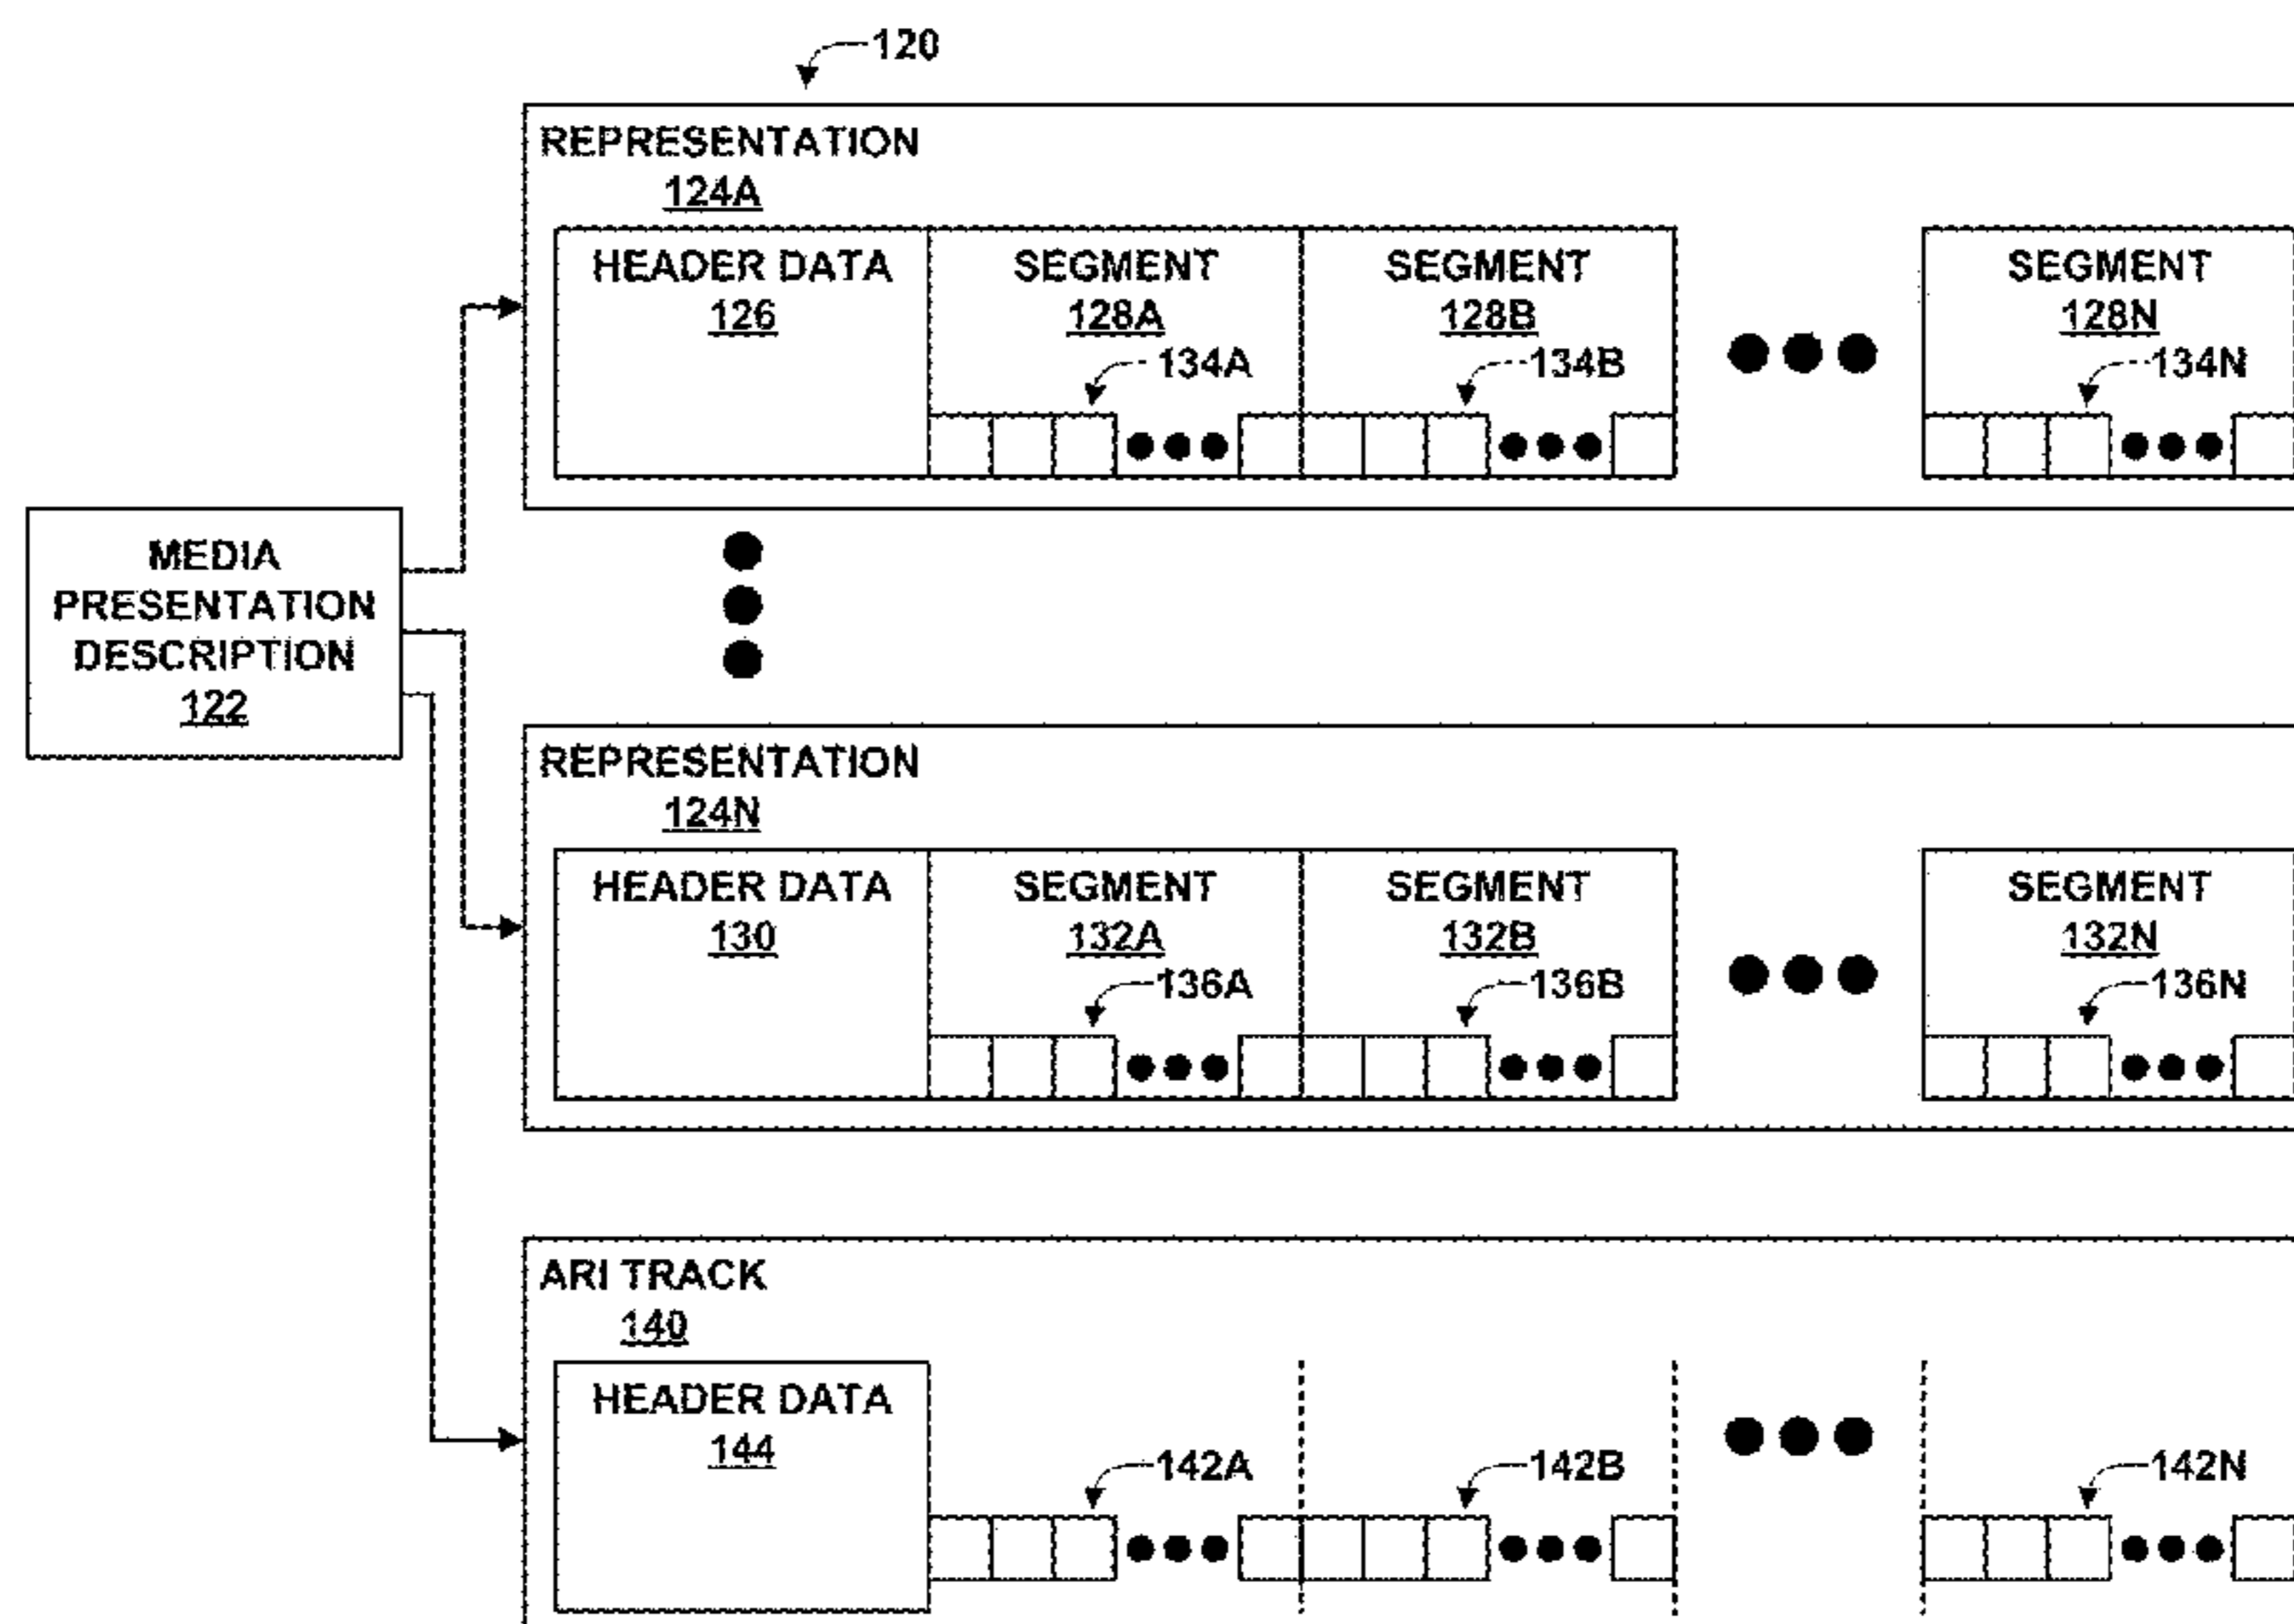 120
REPRESENTATION
124A
HEADER DATA
126
SEGMENT
128A
134A
SEGMENT
128B
134B
SEGMENT
128N
134N
MEDIA
PRESENTATION
DESCRIPTION
122
REPRESENTATION
124N
HEADER DATA
130
SEGMENT
132A
136A
SEGMENT
132B
136B
SEGMENT
132N
136N
ARI TRACK
140
HEADER DATA
144
142A
142B
142N